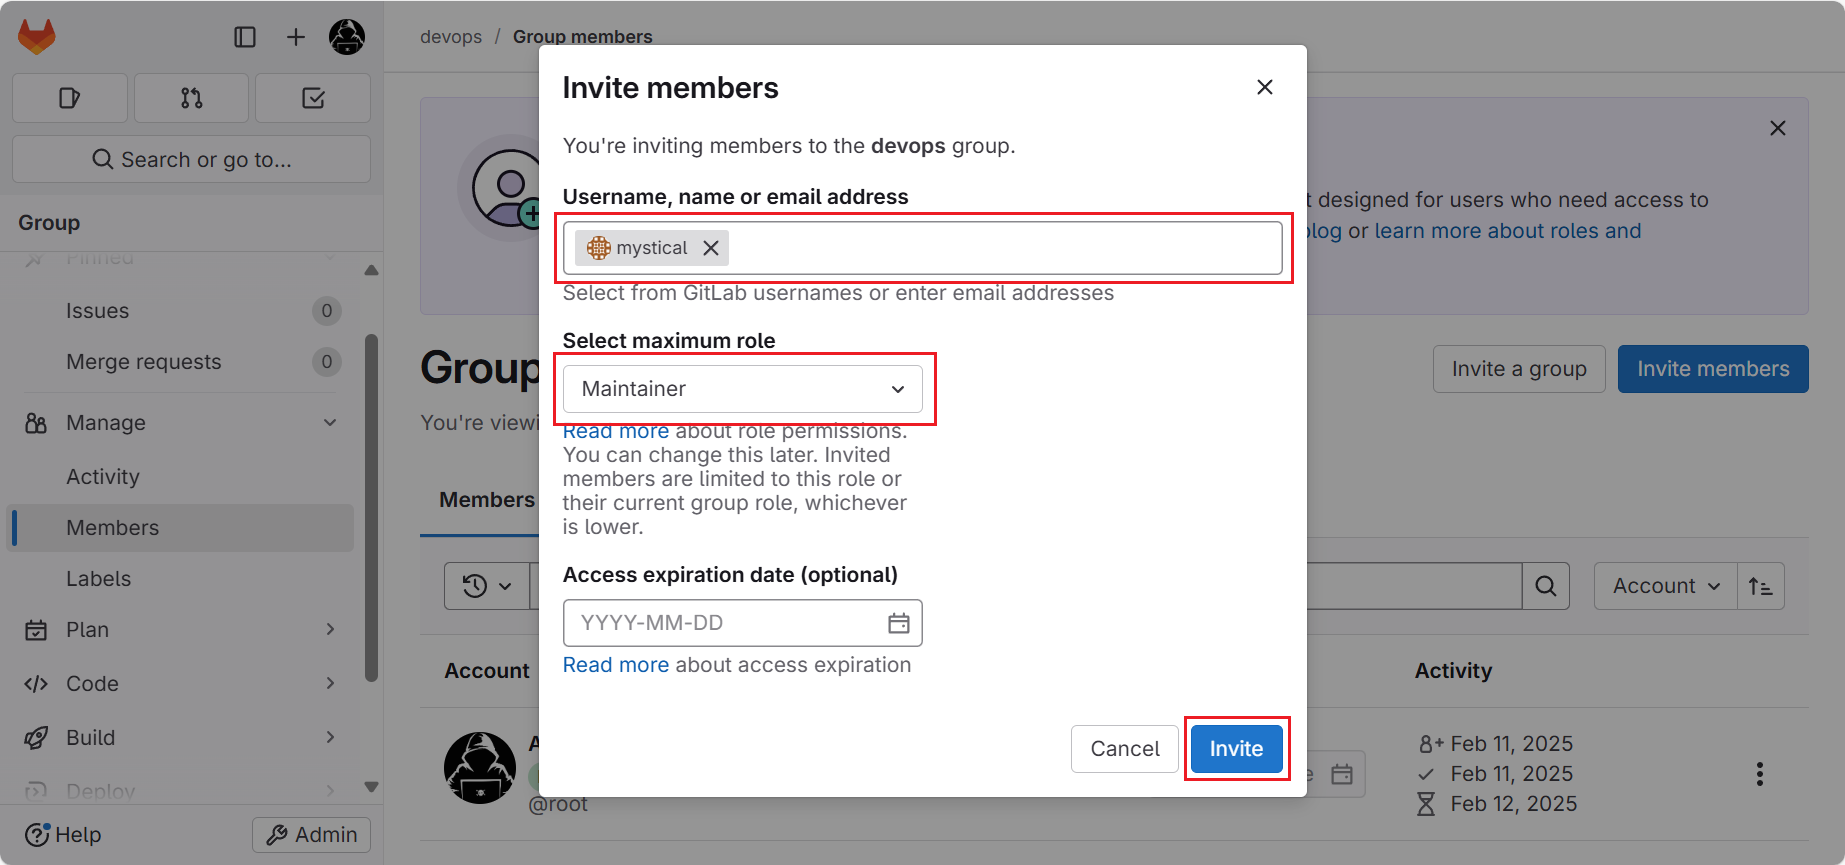 devops / Group members
Search or go to...
Group
Pinned
Issues 0
Merge requests 0
Manage
Activity
Members
Labels
Plan
Code
Build
Deploy
Help
Admin
Invite members
You're inviting members to the devops group.
Username, name or email address
mystical
Select from GitLab usernames or enter email addresses
Select maximum role
Maintainer
Read more about role permissions.
You can change this later. Invited
members are limited to this role or
their current group role, whichever
is lower.
Access expiration date (optional)
YYYY-MM-DD
Read more about access expiration
Cancel
Invite
designed for users who need access to
or learn more about roles and
Group
Invite a group
Invite members
You're
Members
Account
Account
Activity
@root
Feb 11, 2025
Feb 11, 2025
Feb 12, 2025